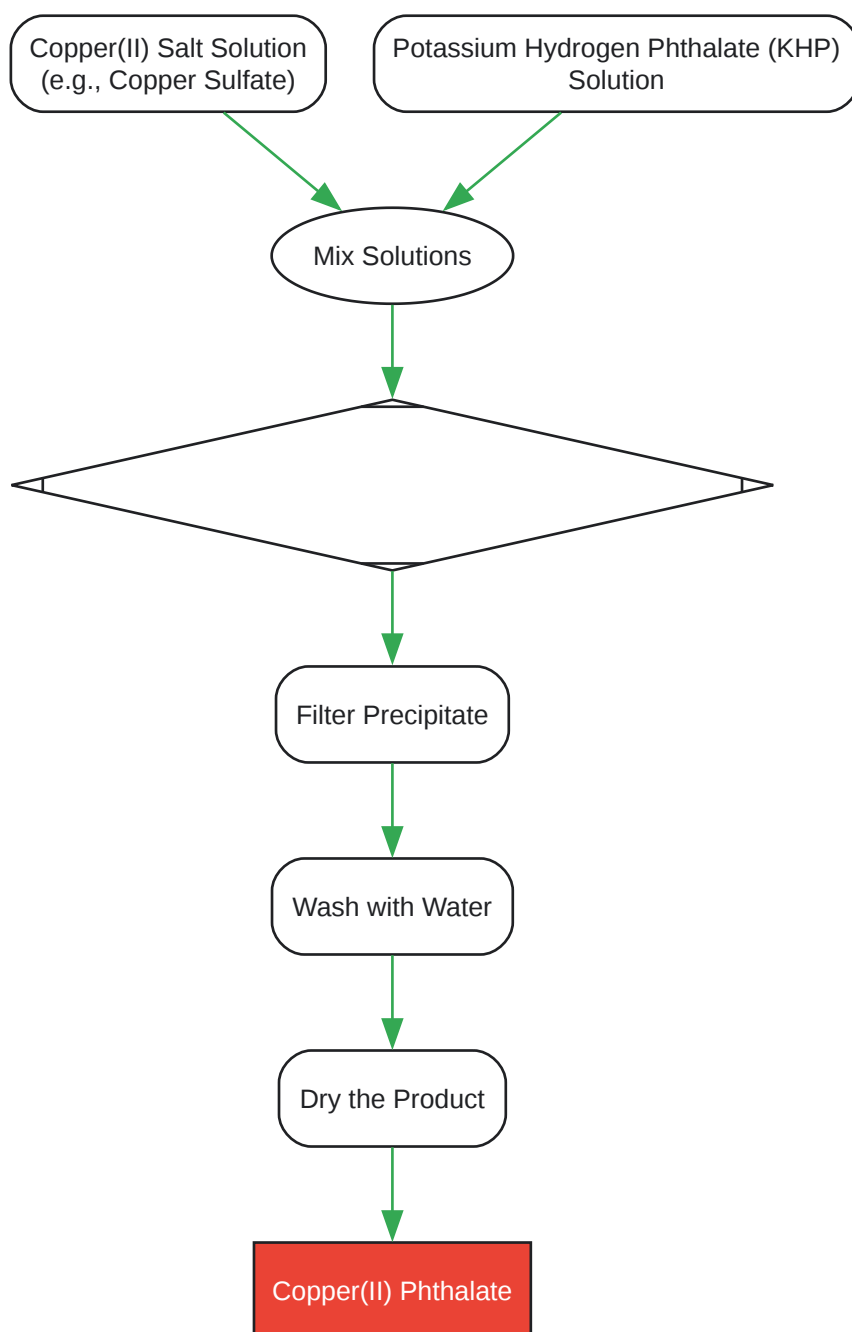 Copper(II) Salt Solution
(e.g., Copper Sulfate)
Potassium Hydrogen Phthalate (KHP)
Solution
Mix Solutions
Filter Precipitate
Wash with Water
Dry the Product
Copper(II) Phthalate